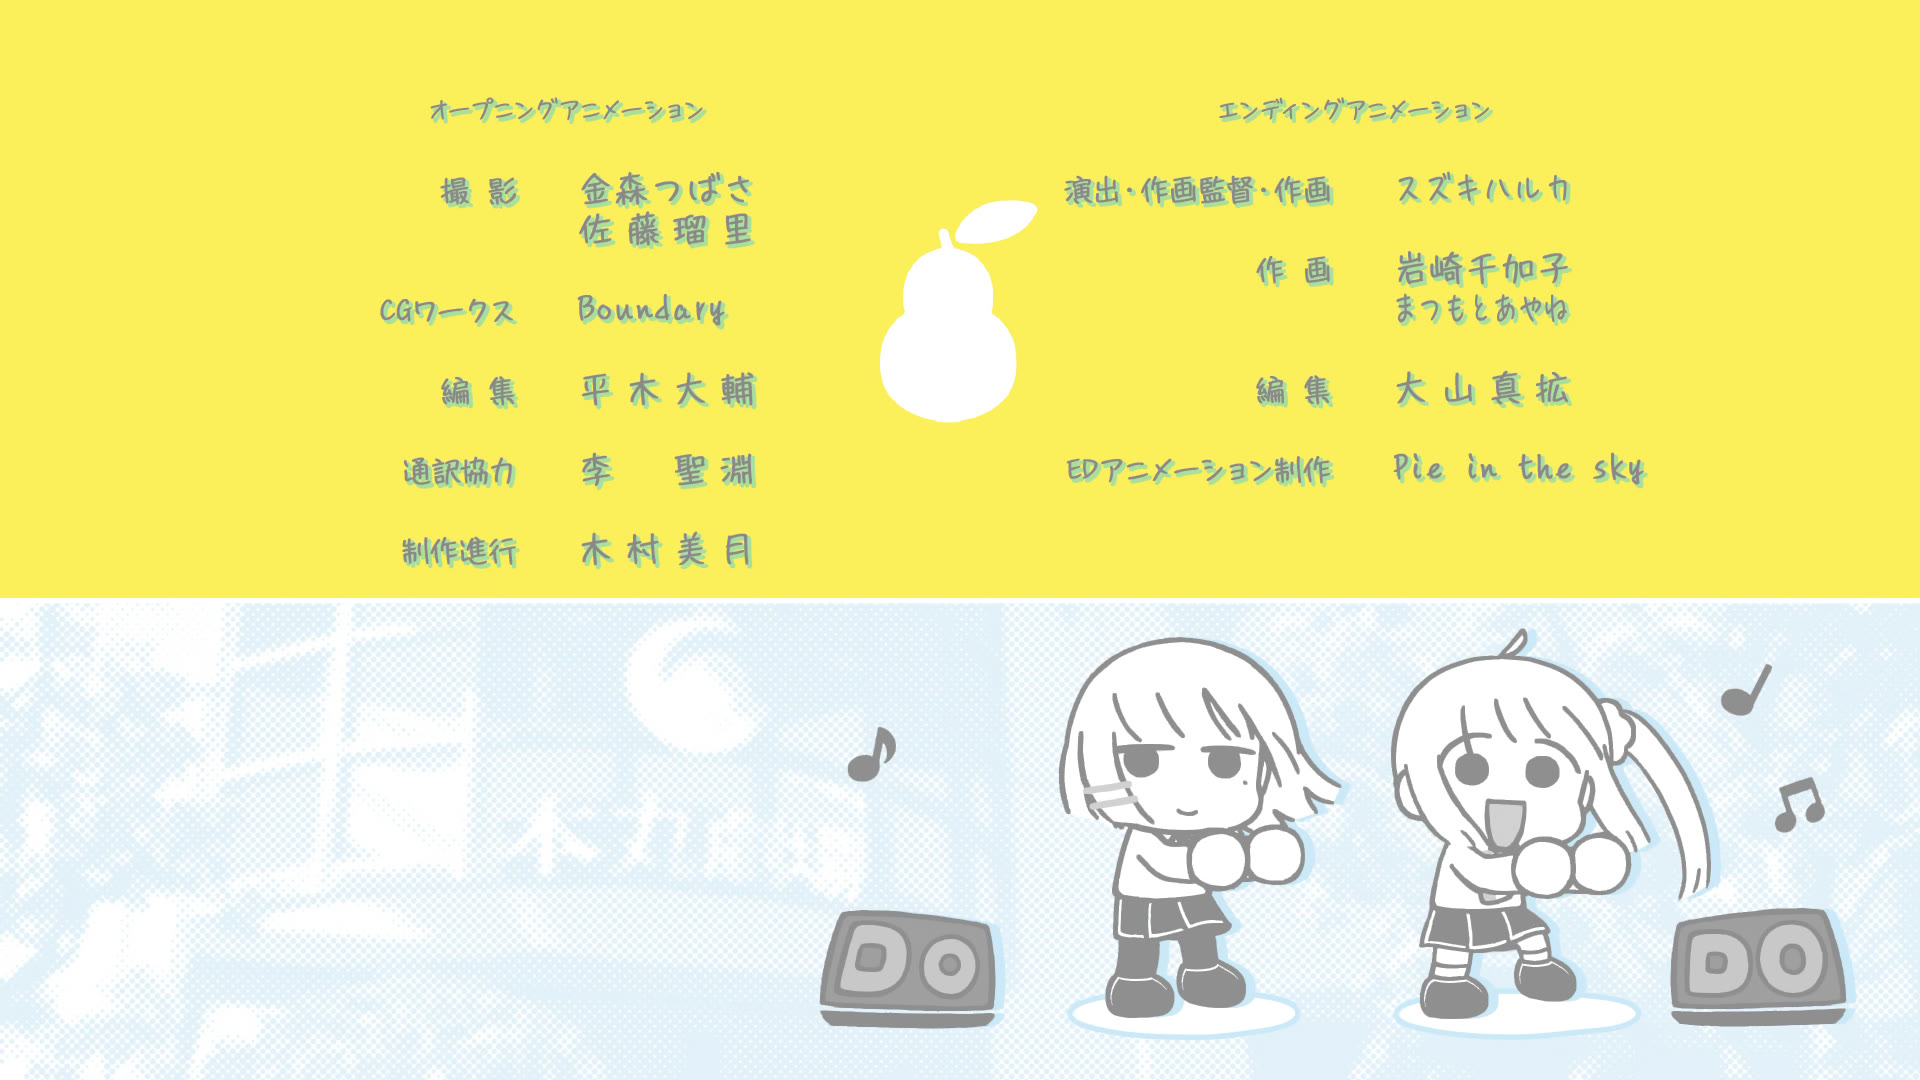 オープニングアニメーション
撮影 金森つばさ
佐藤瑠里
CGワークス Boundary
編集 平木大輔
通訳協力 李 聖淵
制作進行 木村美月
エンディングアニメーション
演出・作画監督・作画 スズキハルカ
作画 岩崎千加子
まつもとあやね
編集 大山真拡
EDアニメーション制作 Pie in the sky
DO
DO